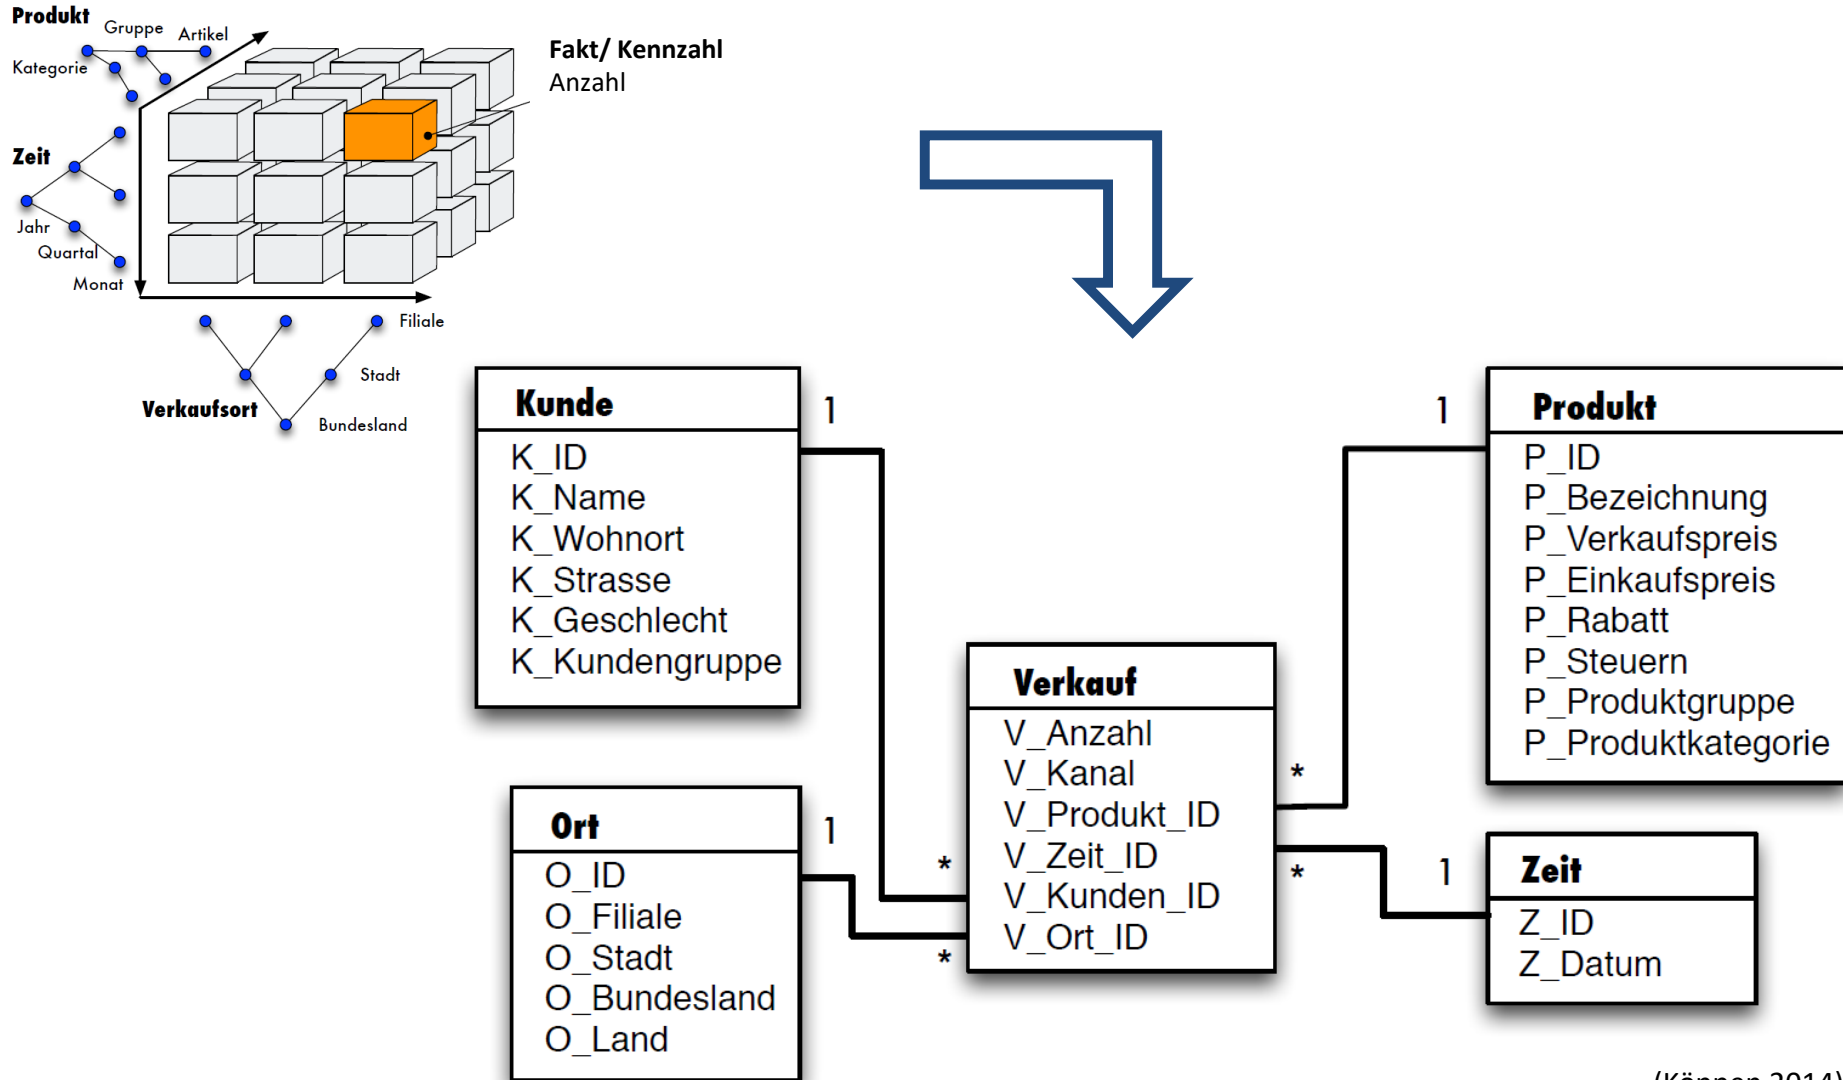 Produkt
Gruppe
Artikel
Kategorie
Fakt/ Kennzahl
Anzahl
Zeit
Jahr
Quartal
Monat
Filiale
Stadt
Verkaufsort
Bundesland
Kunde
1
K_ID
K_Name
K_Wohnort
K_Strasse
K_Geschlecht
K_Kundengruppe
1
Produkt
P_ID
P_Bezeichnung
P_Verkaufspreis
P_Einkaufspreis
P_Rabatt
P_Steuern
P_Produktgruppe
P_Produktkategorie
Verkauf
V_Anzahl
V_Kanal
V_Produkt_ID
V_Zeit_ID
V_Kunden_ID
V_Ort_ID
*
*
*
*
Ort
1
O_ID
O_Filiale
O_Stadt
O_Bundesland
O_Land
1
Zeit
Z_ID
Z_Datum
(Köppen 2014)